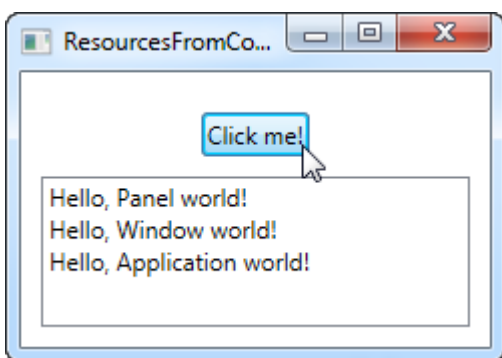 ResourcesFromCo...
Click me!
Hello, Panel world!
Hello, Window world!
Hello, Application world!